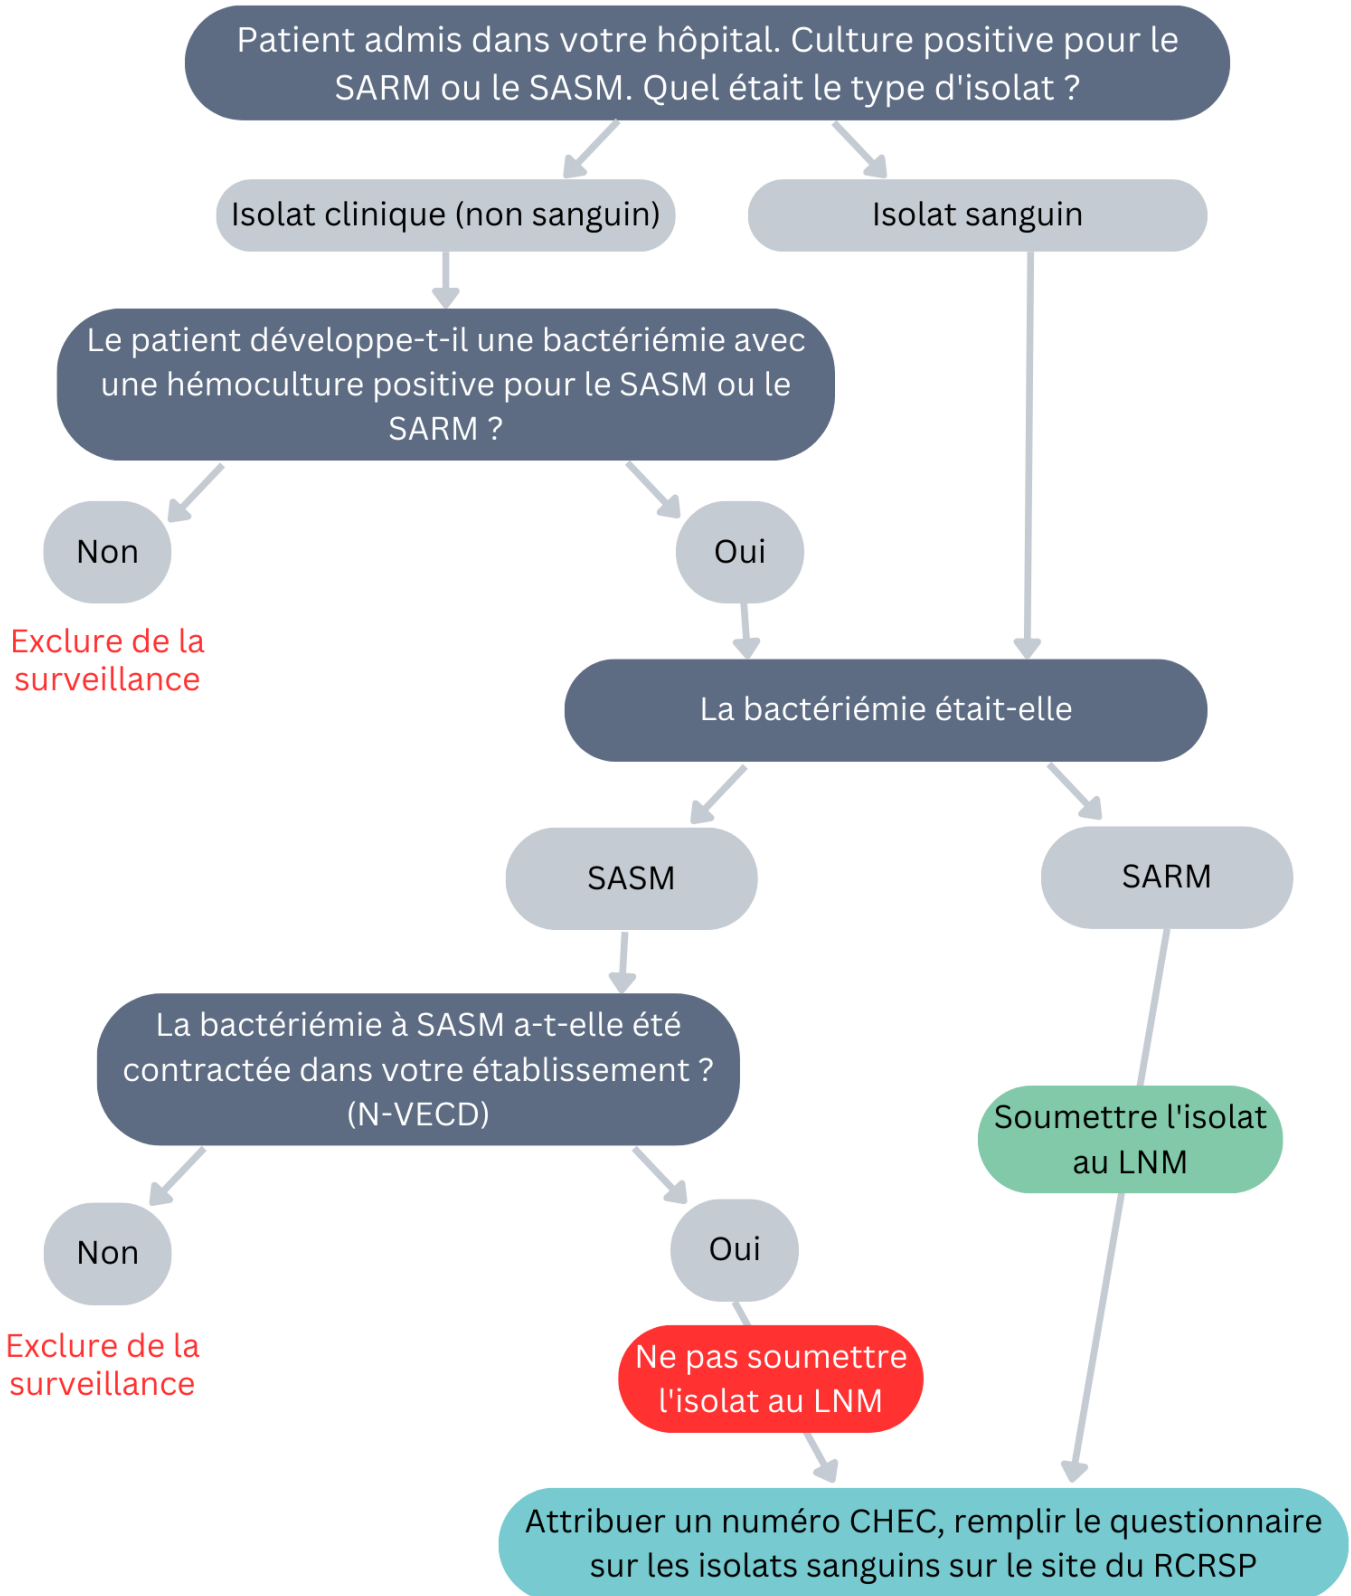 Patient admis dans votre hôpital. Culture positive pour le
SARM ou le SASM. Quel était le type d'isolat ?
Isolat clinique (non sanguin)
Isolat sanguin
Le patient développe-t-il une bactériémie avec
une hémoculture positive pour le SASM ou le
SARM ?
Non
Oui
Exclure de la
surveillance
La bactériémie était-elle
SASM
SARM
La bactériémie à SASM a-t-elle été
contractée dans votre établissement ?
(N-VECD)
Soumettre l'isolat
au LNM
Non
Oui
Exclure de la
surveillance
Ne pas soumettre
l'isolat au LNM
Attribuer un numéro CHEC, remplir le questionnaire
sur les isolats sanguins sur le site du RCRSP